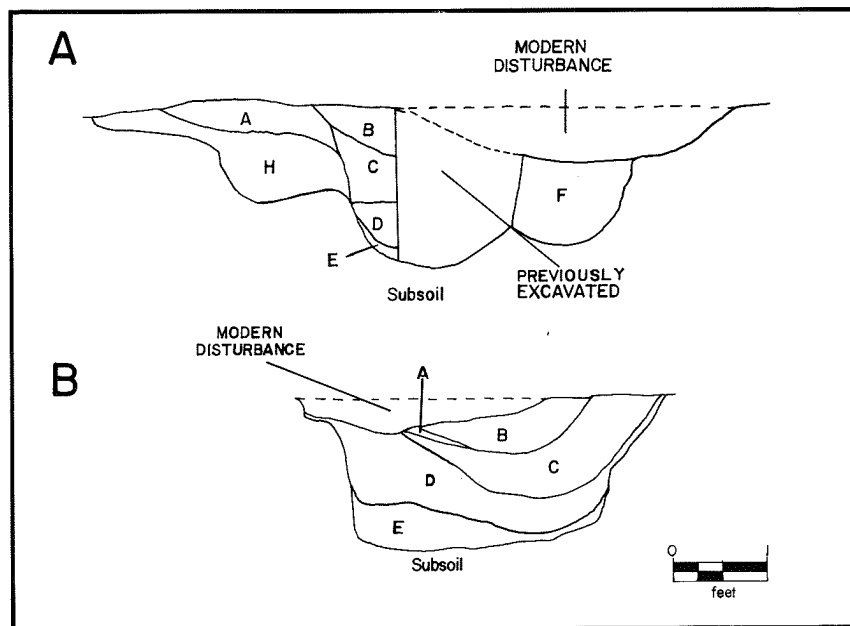 A
MODERN
DISTURBANCE
A
B
C
H
D
E
F
PREVIOUSLY
EXCAVATED
Subsoil
B
MODERN
DISTURBANCE
A
B
C
D
E
Subsoil
0 1
feet